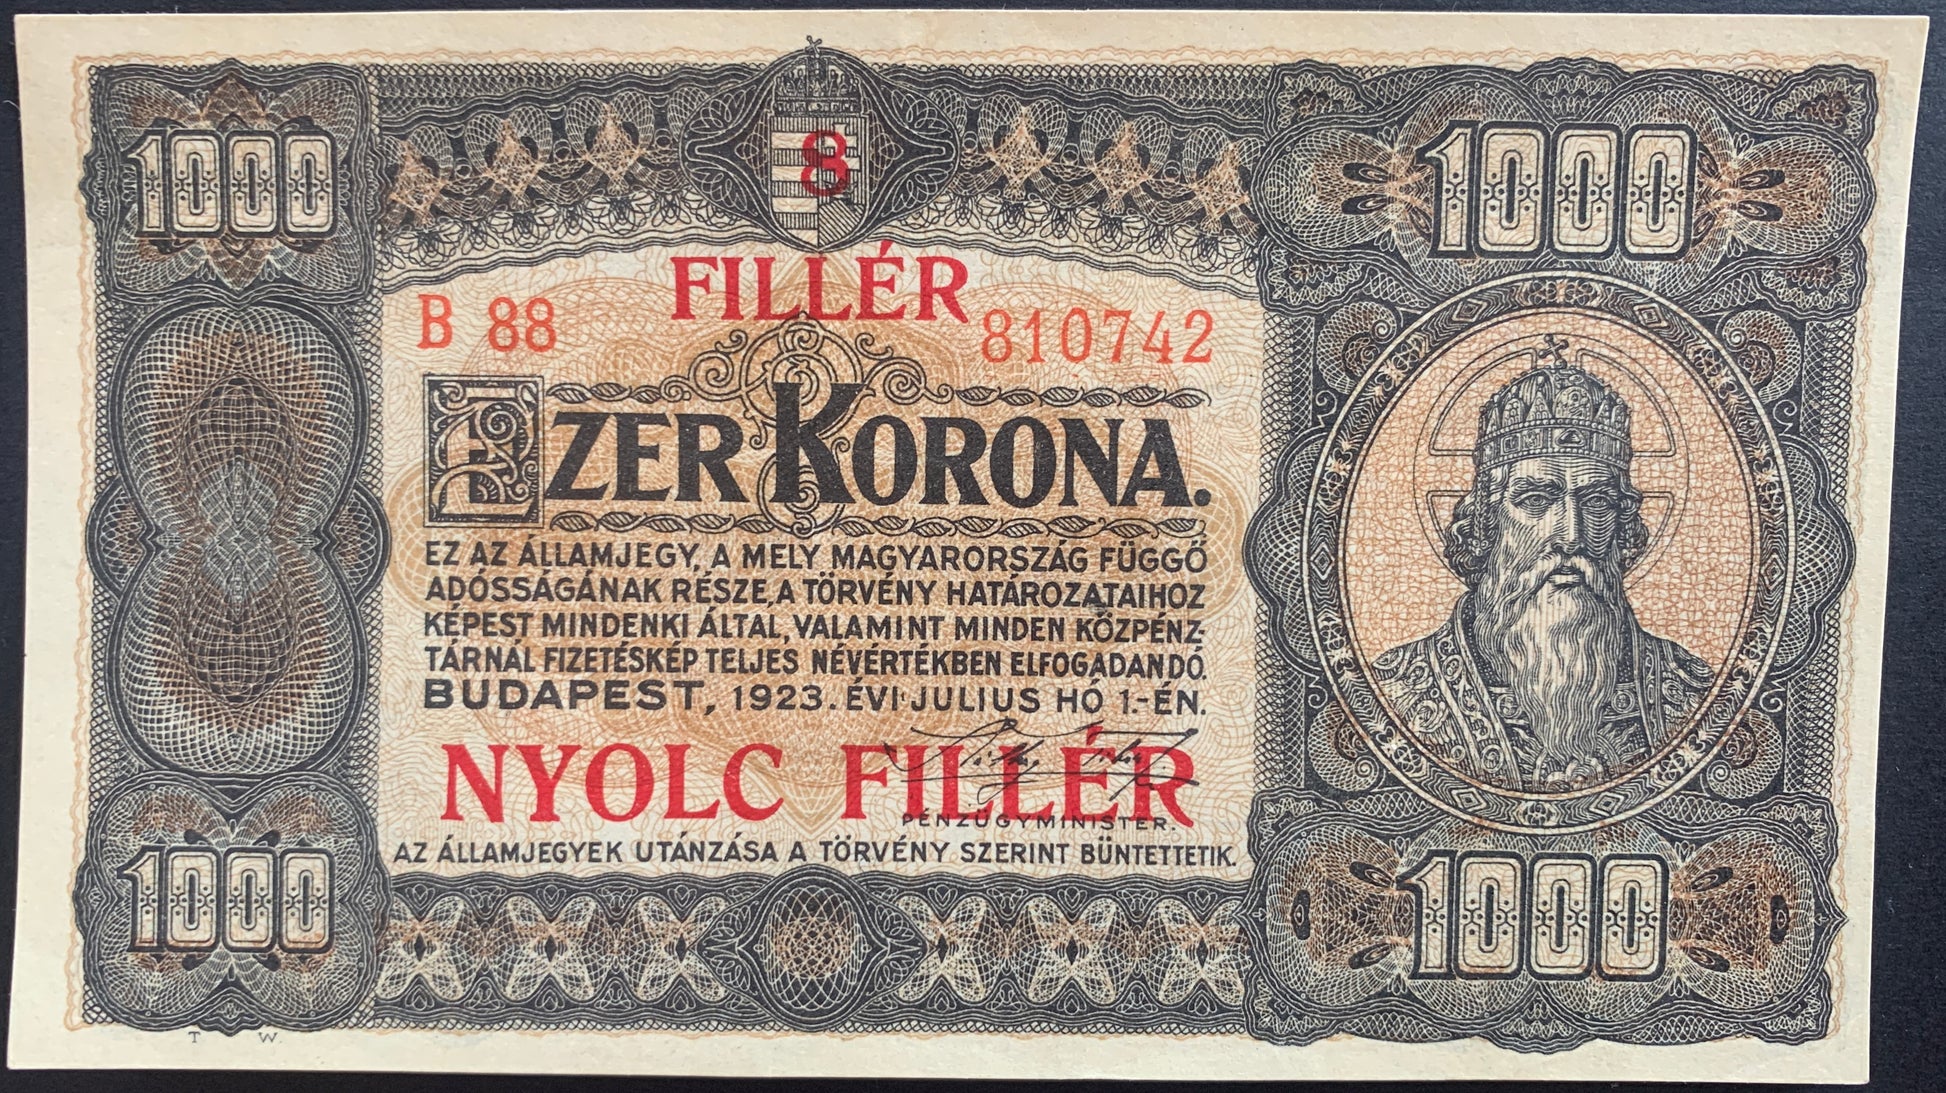 1000
1000
8
FILLÉR
B 88
810742
EZER KORONA.
EZ AZ ÁLLAMJEGY, A MELY MAGYARORSZÁG FÜGGŐ
ADÓSSÁGÁNAK RÉSZE, A TÖRVÉNY HATÁROZATAIHOZ
KÉPEST MINDENKI ÁLTAL, VALAMINT MINDEN KÖZPÉNZ-
TÁRNÁL FIZETÉSKÉP TELJES NÉVÉRTÉKBEN ELFOGADANDÓ.
BUDAPEST, 1923. ÉVI JULIUS HÓ 1.-ÉN.
NYOLC FILLÉR
PÉNZÜGYMINISTER.
AZ ÁLLAMJEGYEK UTÁNZÁSA A TÖRVÉNY SZERINT BÜNTETTETIK.
1000
1000
T W.